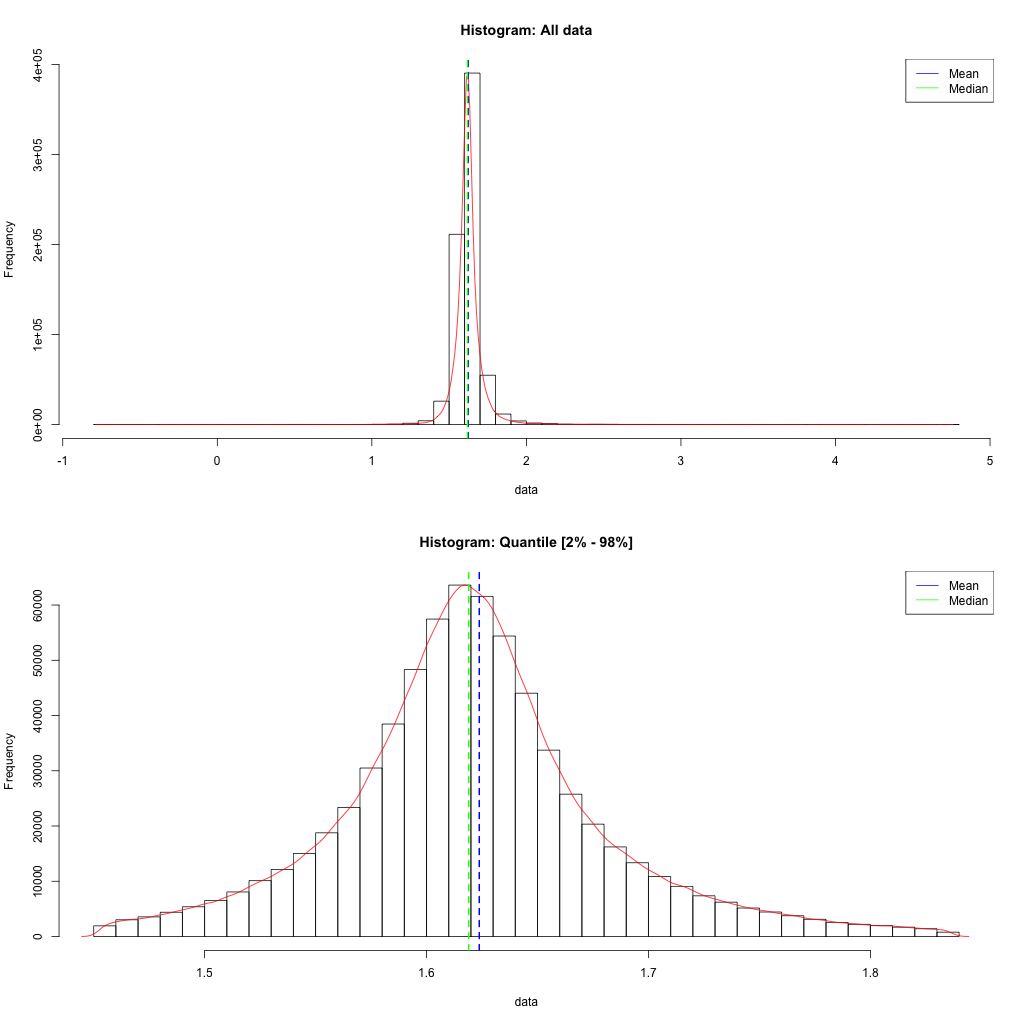 Histogram: All data
Mean
Median
Frequency
4e+05
3e+05
2e+05
1e+05
0e+00
-1 0 1 2 3 4 5
data
Histogram: Quantile [2% - 98%]
Mean
Median
Frequency
60000
50000
40000
30000
20000
10000
0
1.5 1.6 1.7 1.8
data